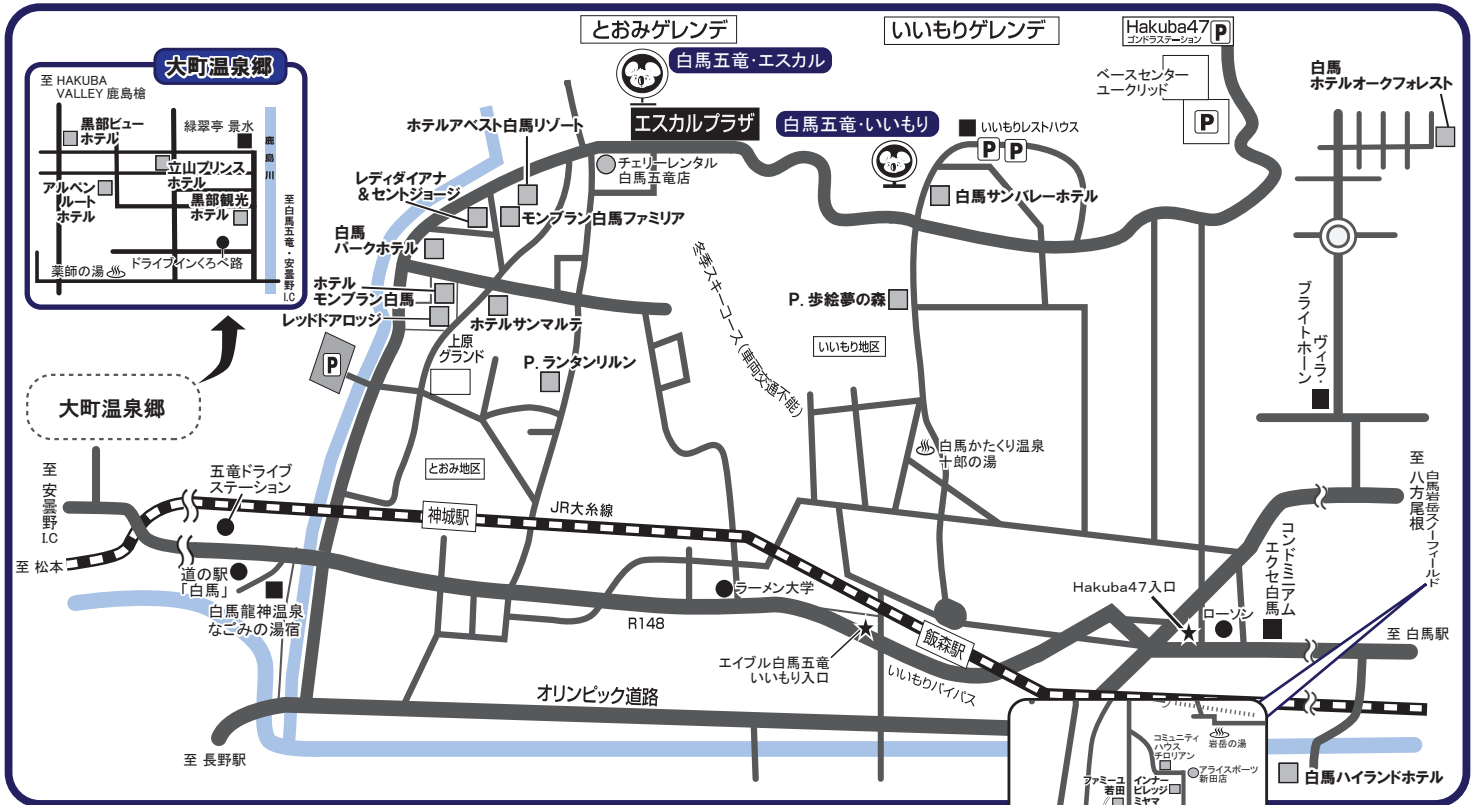 とおみゲレンデ
いいもりゲレンデ
Hakuba47
ゴンドラステーション
P
白馬五竜・エスカル
エスカルプラザ
白馬五竜・いいもり
ベースセンター
ユークリッド
P
白馬
ホテルオークフォレスト
大町温泉郷
至 HAKUBA
VALLEY 鹿島槍
黒部ビュー
ホテル
緑翠亭 景水
鹿島川
立山プリンス
ホテル
アルペン
ルート
ホテル
黒部観光
ホテル
至白馬五竜・安曇野I.C
ドライブインくろべ路
薬師の湯
大町温泉郷
ホテルアベスト白馬リゾート
チェリーレンタル
白馬五竜店
レディダイアナ
&セントジョージ
モンブラン白馬ファミリア
白馬
パークホテル
ホテル
モンブラン白馬
レッドドアロッジ
ホテルサンマルテ
上原
グランド
P
P. ランタンリルン
とおみ地区
冬季スキーコース(車両交通不能)
いいもりレストハウス
P P
白馬サンバレーホテル
P. 歩絵夢の森
いいもり地区
白馬かたくり温泉
十郎の湯
ヴィラ・
ブライトホーン
至 安曇野I.C
五竜ドライブ
ステーション
神城駅
JR大糸線
至 松本
道の駅
「白馬」
白馬龍神温泉
なごみの湯宿
ラーメン大学
R148
エイブル白馬五竜
いいもり入口
飯森駅
いいもりバイパス
オリンピック道路
至 長野駅
Hakuba47入口
ローソン
コンドミニアム
エクセ白馬
至 八方尾根
白馬岩岳スノーフィールド
至 白馬駅
コミュニティ
ハウス
チロリアン
岩岳の湯
アライスポーツ
新田店
ファミーユ
若田
インナー
ビレッジ
ミヤマ
白馬ハイランドホテル